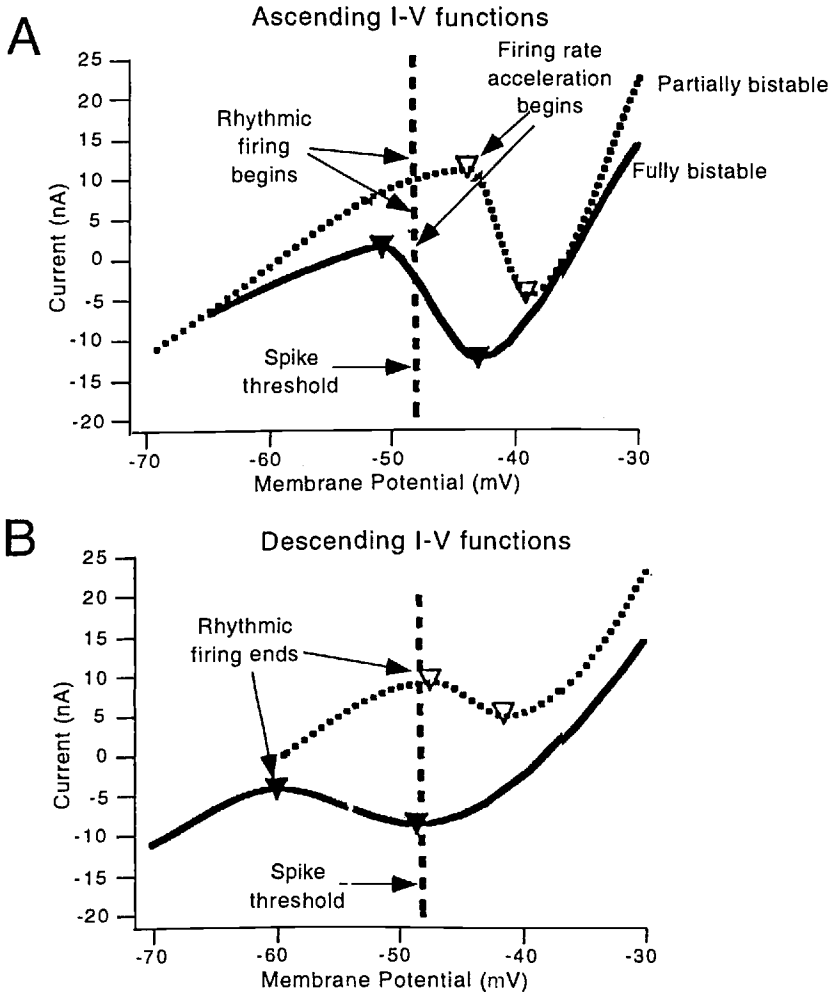 A
Ascending I-V functions
Firing rate
acceleration
begins
Partially bistable
Rhythmic
firing
begins
Fully bistable
Spike
threshold
Current (nA)
25
20
15
10
5
0
-5
-10
-15
-20
-70
-60
-50
-40
-30
Membrane Potential (mV)
B
Descending I-V functions
Rhythmic
firing ends
Spike
threshold
Current (nA)
25
20
15
10
5
0
-5
-10
-15
-20
-70
-60
-50
-40
-30
Membrane Potential (mV)